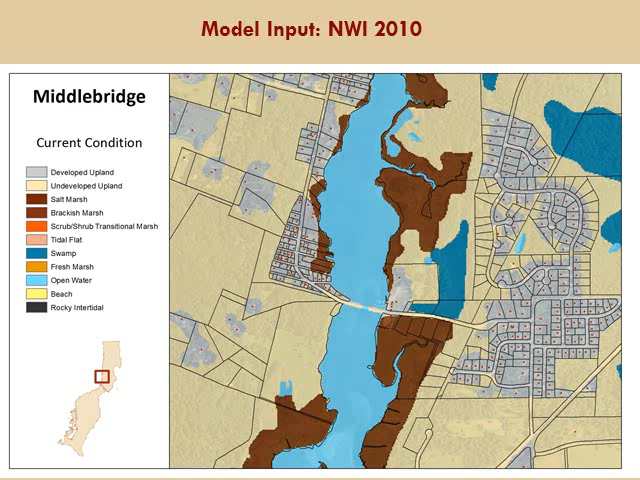 Model Input: NWI 2010
Middlebridge
Current Condition
Developed Upland
Undeveloped Upland
Salt Marsh
Brackish Marsh
Scrub/Shrub Transitional Marsh
Tidal Flat
Swamp
Fresh Marsh
Open Water
Beach
Rocky Intertidal